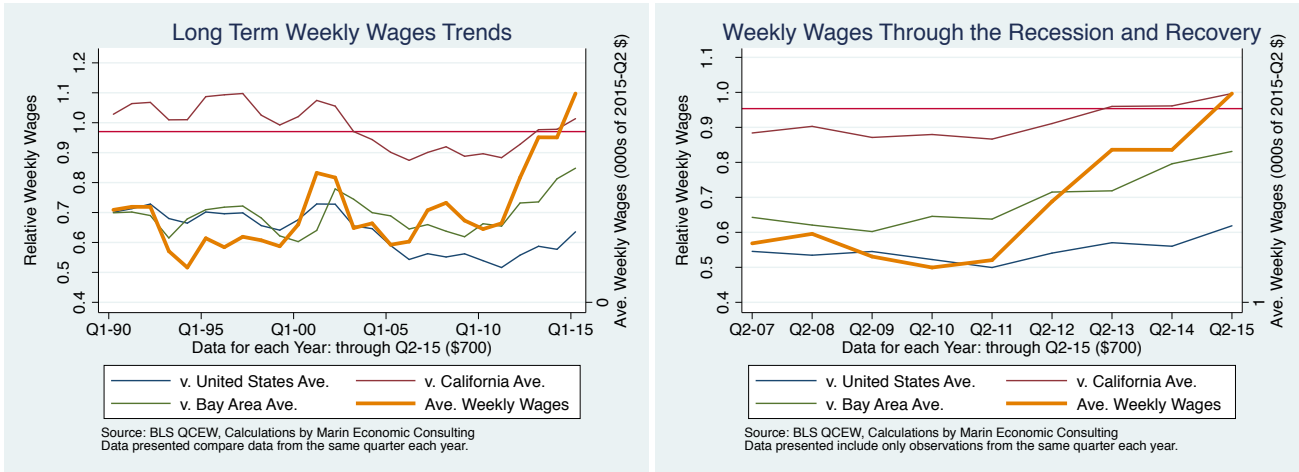 Long Term Weekly Wages Trends
Relative Weekly Wages
1.2
1.1
1.0
0.9
0.8
0.7
0.6
0.5
0.4
0
Ave. Weekly Wages (000s of 2015-Q2 $)
Q1-90 Q1-95 Q1-00 Q1-05 Q1-10 Q1-15
Data for each Year: through Q2-15 ($700)
v. United States Ave. v. California Ave.
v. Bay Area Ave. Ave. Weekly Wages
Source: BLS QCEW, Calculations by Marin Economic Consulting
Data presented compare data from the same quarter each year.
Weekly Wages Through the Recession and Recovery
Relative Weekly Wages
1.1
1.0
0.9
0.8
0.7
0.6
0.5
0.4
1
Ave. Weekly Wages (000s of 2015-Q2 $)
Q2-07 Q2-08 Q2-09 Q2-10 Q2-11 Q2-12 Q2-13 Q2-14 Q2-15
Data for each Year: through Q2-15 ($700)
v. United States Ave. v. California Ave.
v. Bay Area Ave. Ave. Weekly Wages
Source: BLS QCEW, Calculations by Marin Economic Consulting
Data presented include only observations from the same quarter each year.